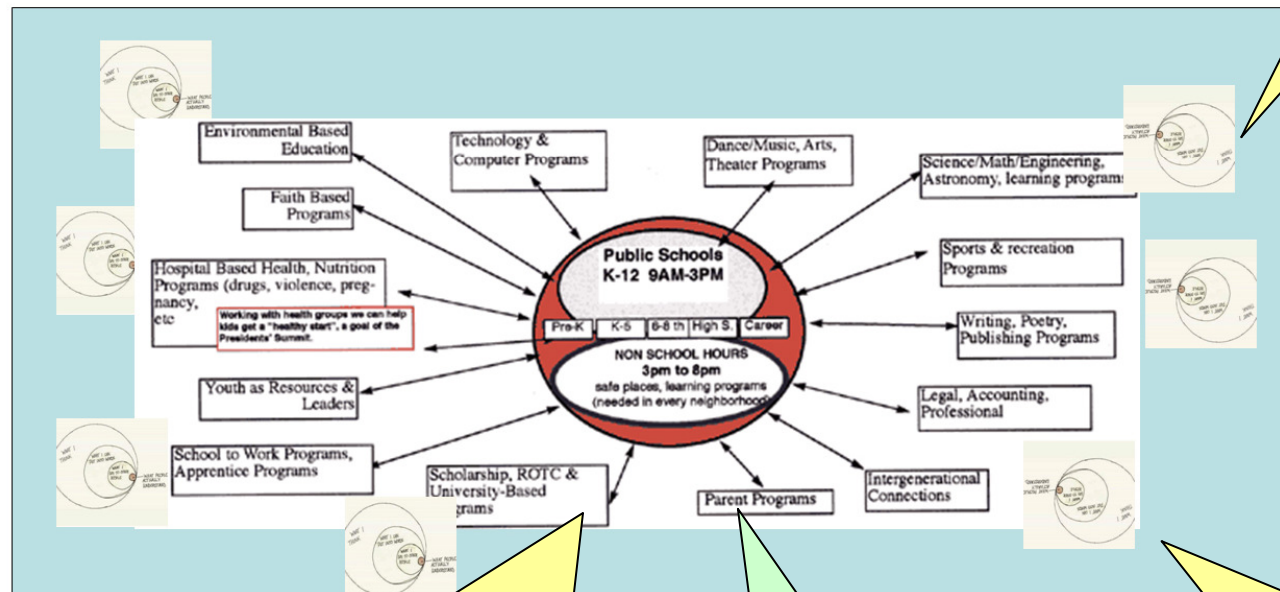 Environmental Based
Education
Technology &
Computer Programs
Dance/Music, Arts,
Theater Programs
Science/Math/Engineering,
Astronomy, learning programs
Faith Based
Programs
Sports & recreation
Programs
Hospital Based Health, Nutrition
Programs (drugs, violence, preg-
nancy,
etc
Working with health groups we can help
kids get a "healthy start", a goal of the
Presidents' Summit.
Writing, Poetry,
Publishing Programs
Youth as Resources &
Leaders
Legal, Accounting,
Professional
School to Work Programs,
Apprentice Programs
Scholarship, ROTC &
University-Based
Parent Programs
Intergenerational
Connections
Public Schools
K-12 9AM-3PM
Pre-K K-5 6-8 th High S. Career
NON SCHOOL HOURS
3pm to 8pm
safe places, learning programs
(needed in every neighborhood)
WHAT I
THINK